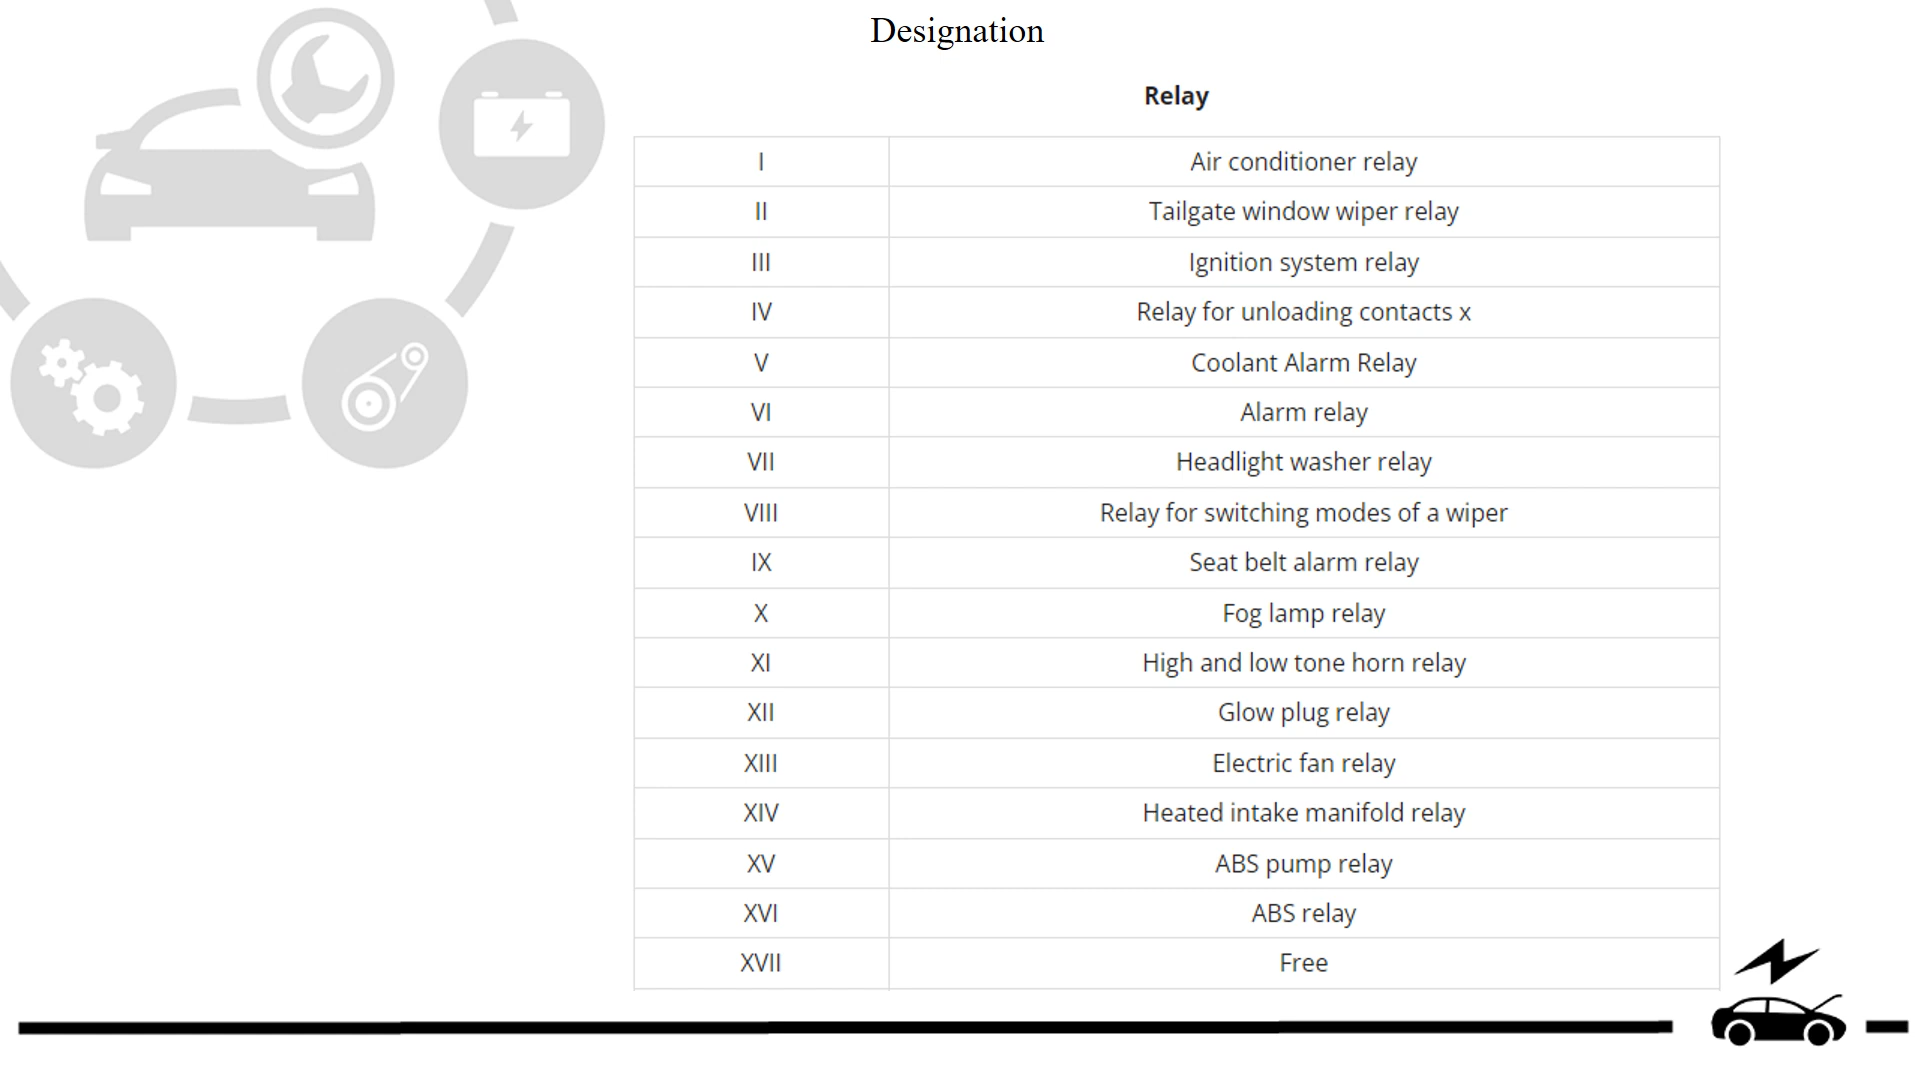 Designation
Relay
I Air conditioner relay
II Tailgate window wiper relay
III Ignition system relay
IV Relay for unloading contacts x
V Coolant Alarm Relay
VI Alarm relay
VII Headlight washer relay
VIII Relay for switching modes of a wiper
IX Seat belt alarm relay
X Fog lamp relay
XI High and low tone horn relay
XII Glow plug relay
XIII Electric fan relay
XIV Heated intake manifold relay
XV ABS pump relay
XVI ABS relay
XVII Free